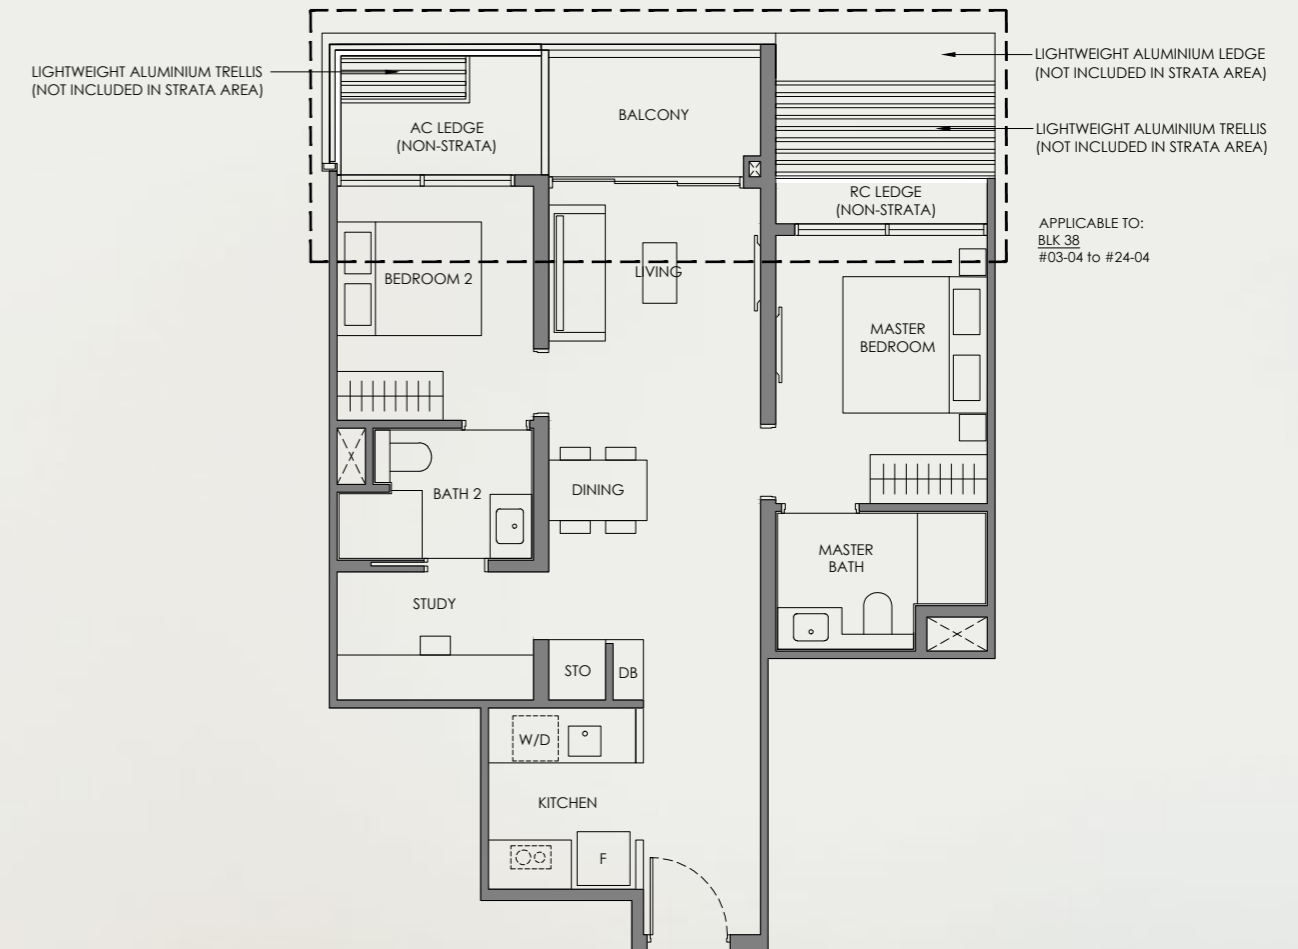 LIGHTWEIGHT ALUMINIUM TRELLIS
(NOT INCLUDED IN STRATA AREA)
LIGHTWEIGHT ALUMINIUM LEDGE
(NOT INCLUDED IN STRATA AREA)
BALCONY
AC LEDGE
(NON-STRATA)
LIGHTWEIGHT ALUMINIUM TRELLIS
(NOT INCLUDED IN STRATA AREA)
RC LEDGE
(NON-STRATA)
APPLICABLE TO:
BLK 38
#03-04 to #24-04
BEDROOM 2
LIVING
MASTER
BEDROOM
BATH 2
DINING
MASTER
BATH
STUDY
STO
DB
W/D
KITCHEN
F